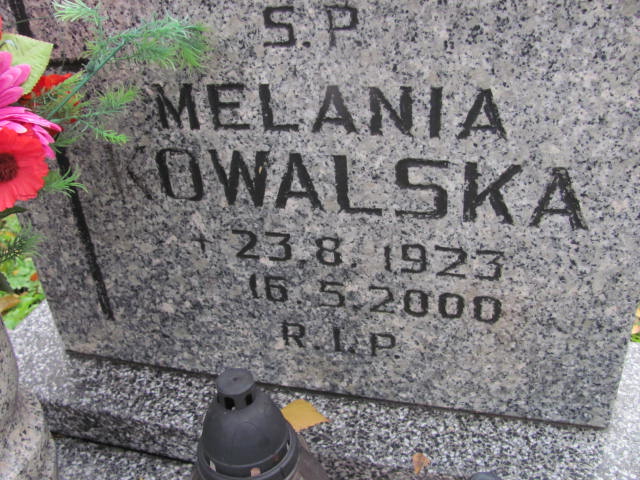 S.P.
MELANIA
KOWALSKA
+ 23.8.1923
16.5.2000
R.I.P.